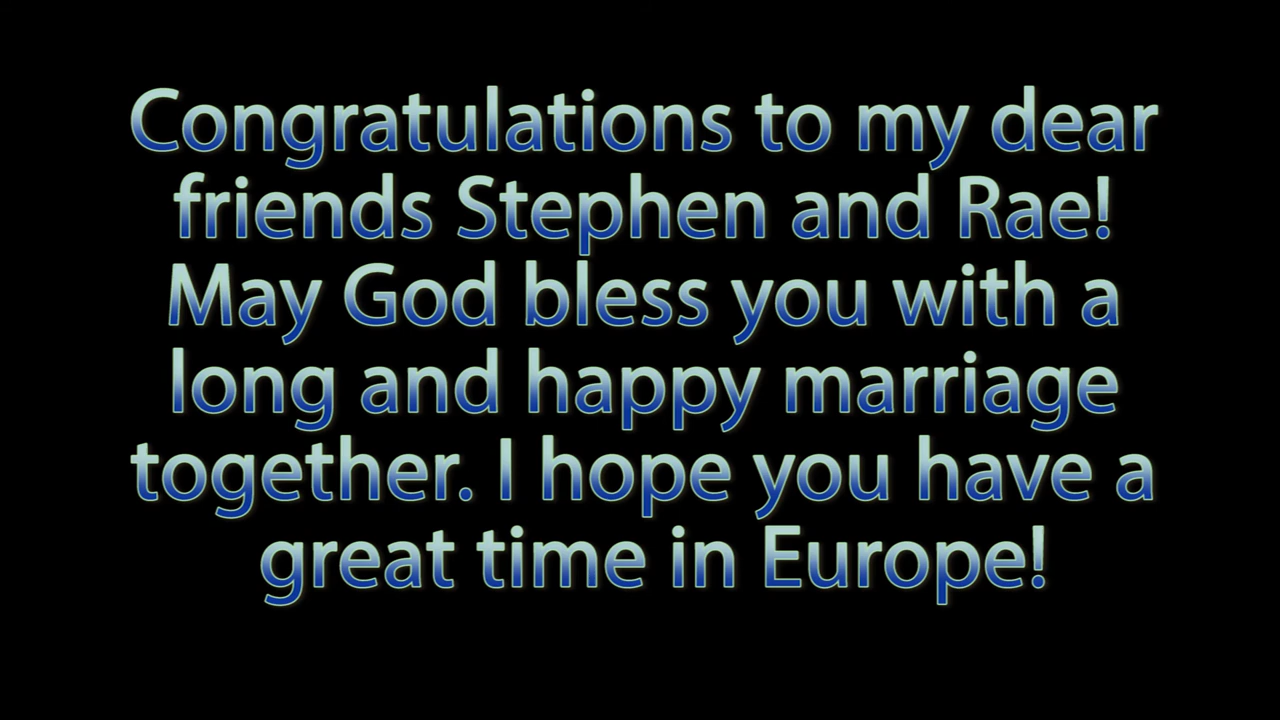 Congratulations to my dear
friends Stephen and Rae!
May God bless you with a
long and happy marriage
together. I hope you have a
great time in Europe!